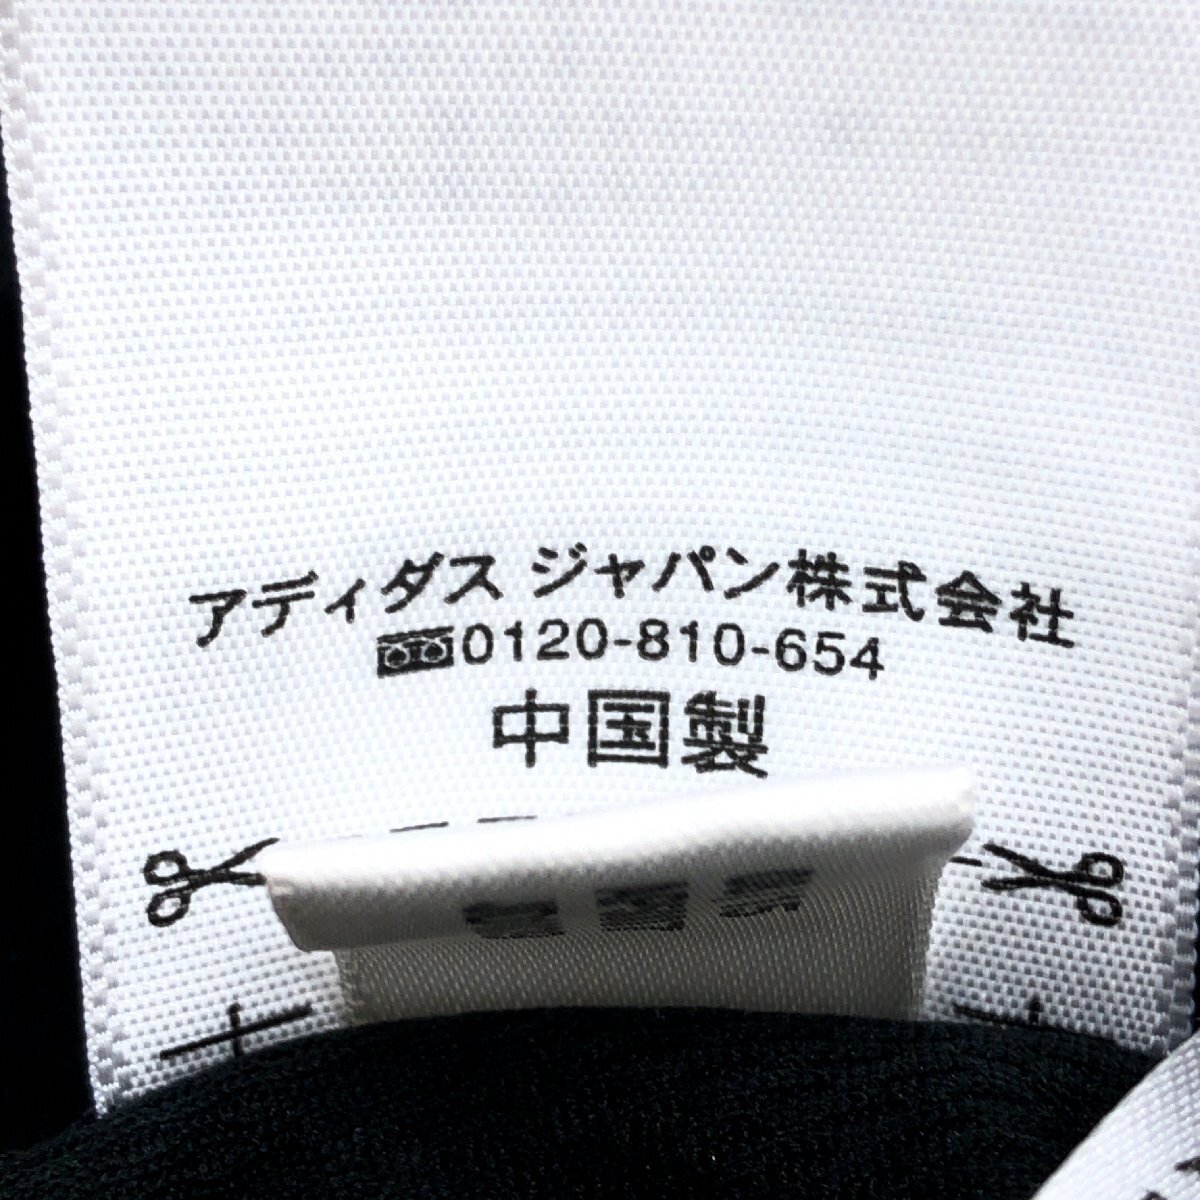 アディダス ジャパン株式会社
0120-810-654
中国製